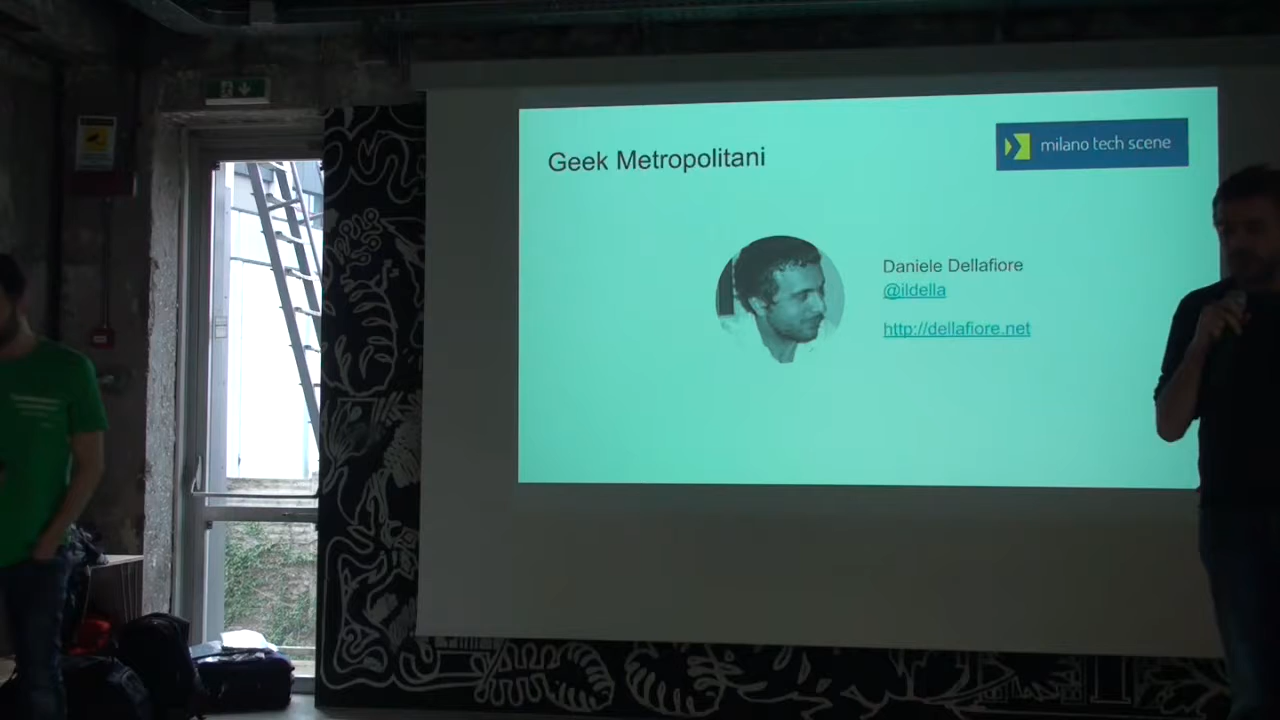 Geek Metropolitani
milano tech scene
Daniele Dellafiore
@ildella
http://dellafiore.net